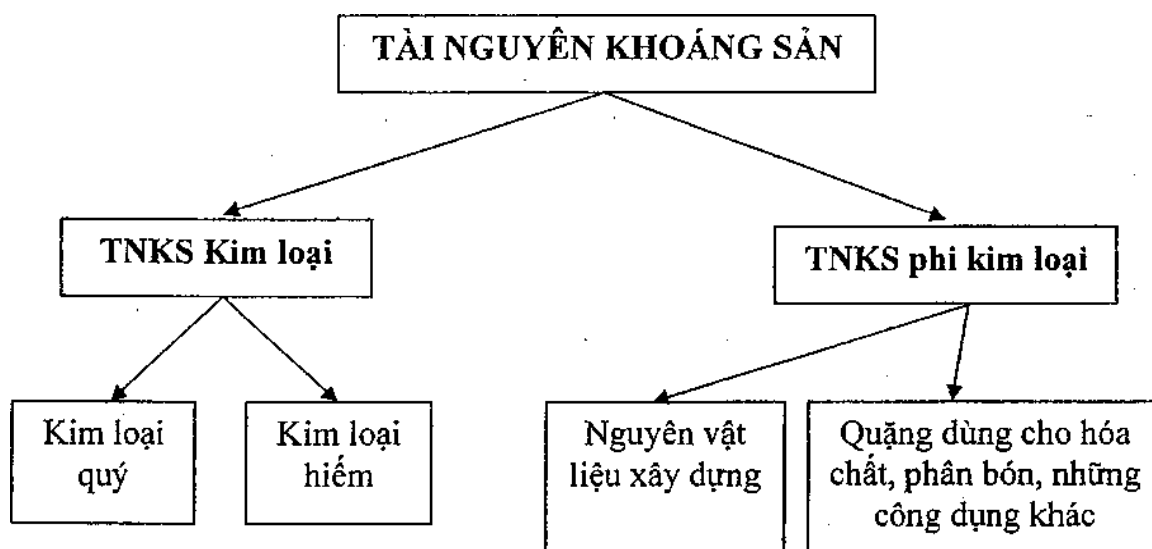 TÀI NGUYÊN KHOÁNG SẢN
TNKS Kim loại
TNKS phi kim loại
Kim loại
quý
Kim loại
hiếm
Nguyên vật
liệu xây dựng
Quặng dùng cho hóa
chất, phân bón, những
công dụng khác